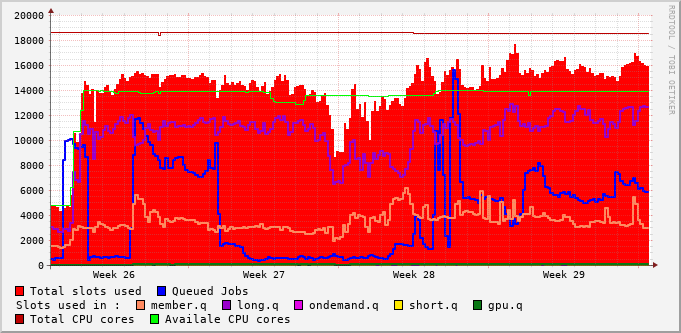 20000
18000
16000
14000
12000
10000
8000
6000
4000
2000
0
Week 26 Week 27 Week 28 Week 29
RRDTOOL / TOBI OETIKER
Total slots used Queued Jobs
Slots used in : member.q long.q ondemand.q short.q gpu.q
Total CPU cores Availale CPU cores